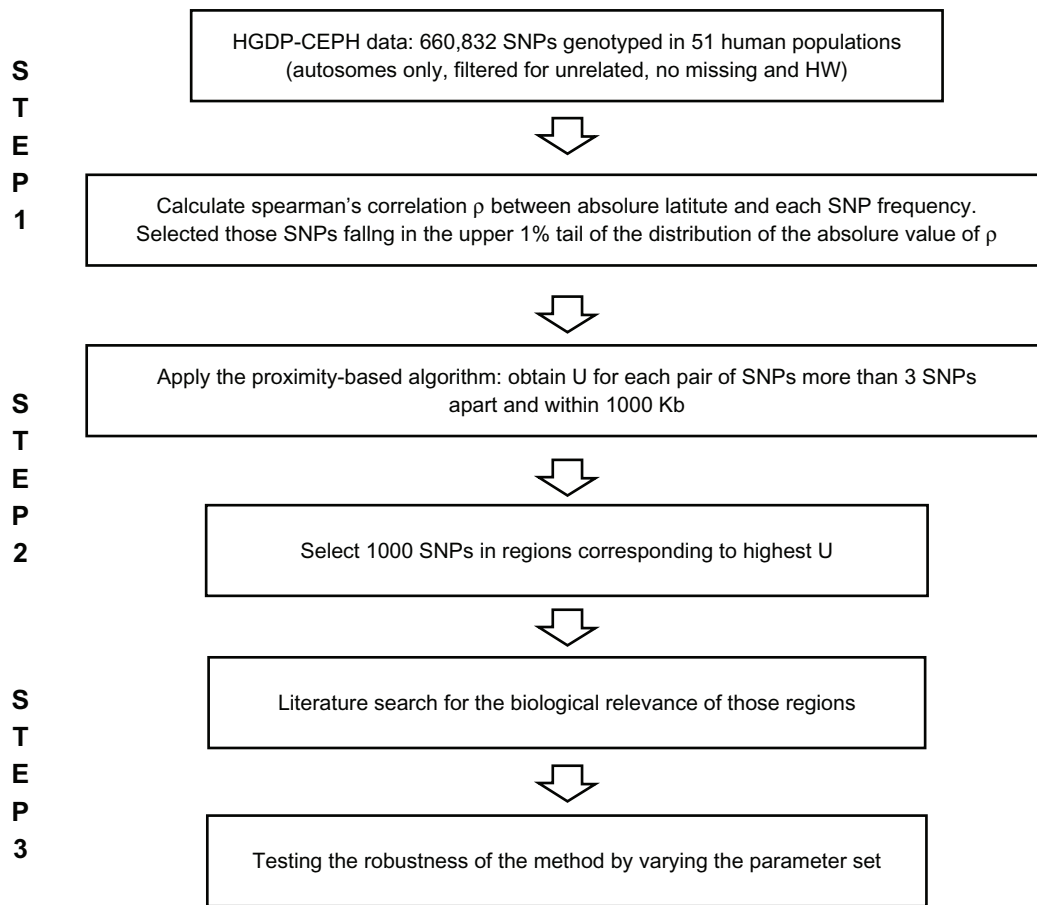 STEP1
HGDP-CEPH data: 660,832 SNPs genotyped in 51 human populations
(autosomes only, filtered for unrelated, no missing and HW)
Calculate spearman's correlation ρ between absolure latitute and each SNP frequency.
Selected those SNPs fallng in the upper 1% tail of the distribution of the absolute value of ρ
STEP2
Apply the proximity-based algorithm: obtain U for each pair of SNPs more than 3 SNPs
apart and within 1000 Kb
Select 1000 SNPs in regions corresponding to highest U
STEP3
Literature search for the biological relevance of those regions
Testing the robustness of the method by varying the parameter set